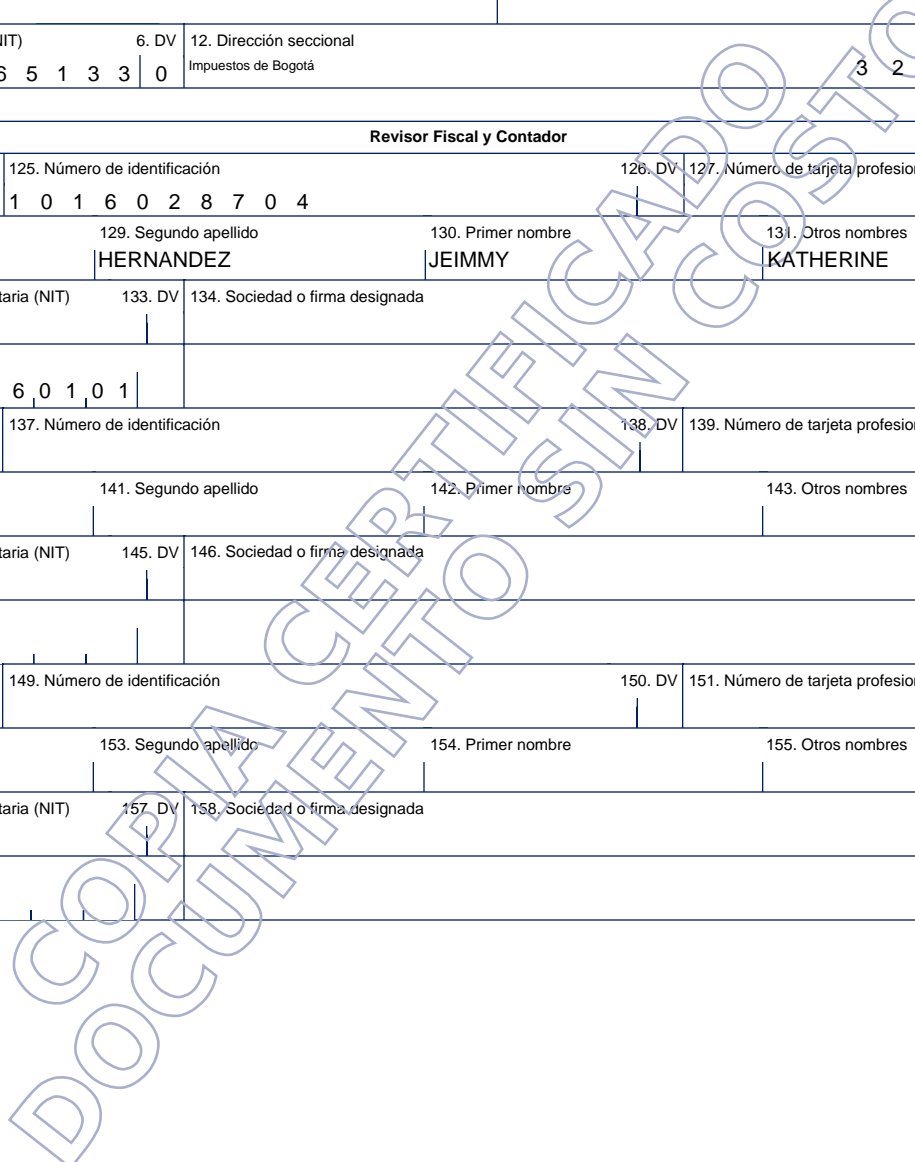 NIT) 6. DV 12. Dirección seccional
6 5 1 3 3 0 Impuestos de Bogotá 3 2
Revisor Fiscal y Contador
125. Número de identificación 126. DV 127. Número de tarjeta profesion
1 0 1 6 0 2 8 7 0 4
129. Segundo apellido 130. Primer nombre 131. Otros nombres
HERNANDEZ JEIMMY KATHERINE
taria (NIT) 133. DV 134. Sociedad o firma designada
6 0 1 0 1
137. Número de identificación 138. DV 139. Número de tarjeta profesion
141. Segundo apellido 142. Primer nombre 143. Otros nombres
taria (NIT) 145. DV 146. Sociedad o firma designada
149. Número de identificación 150. DV 151. Número de tarjeta profesion
153. Segundo apellido 154. Primer nombre 155. Otros nombres
taria (NIT) 157. DV 158. Sociedad o firma designada
COPIA CERTIFICADO
DOCUMENTO SIN COSTO